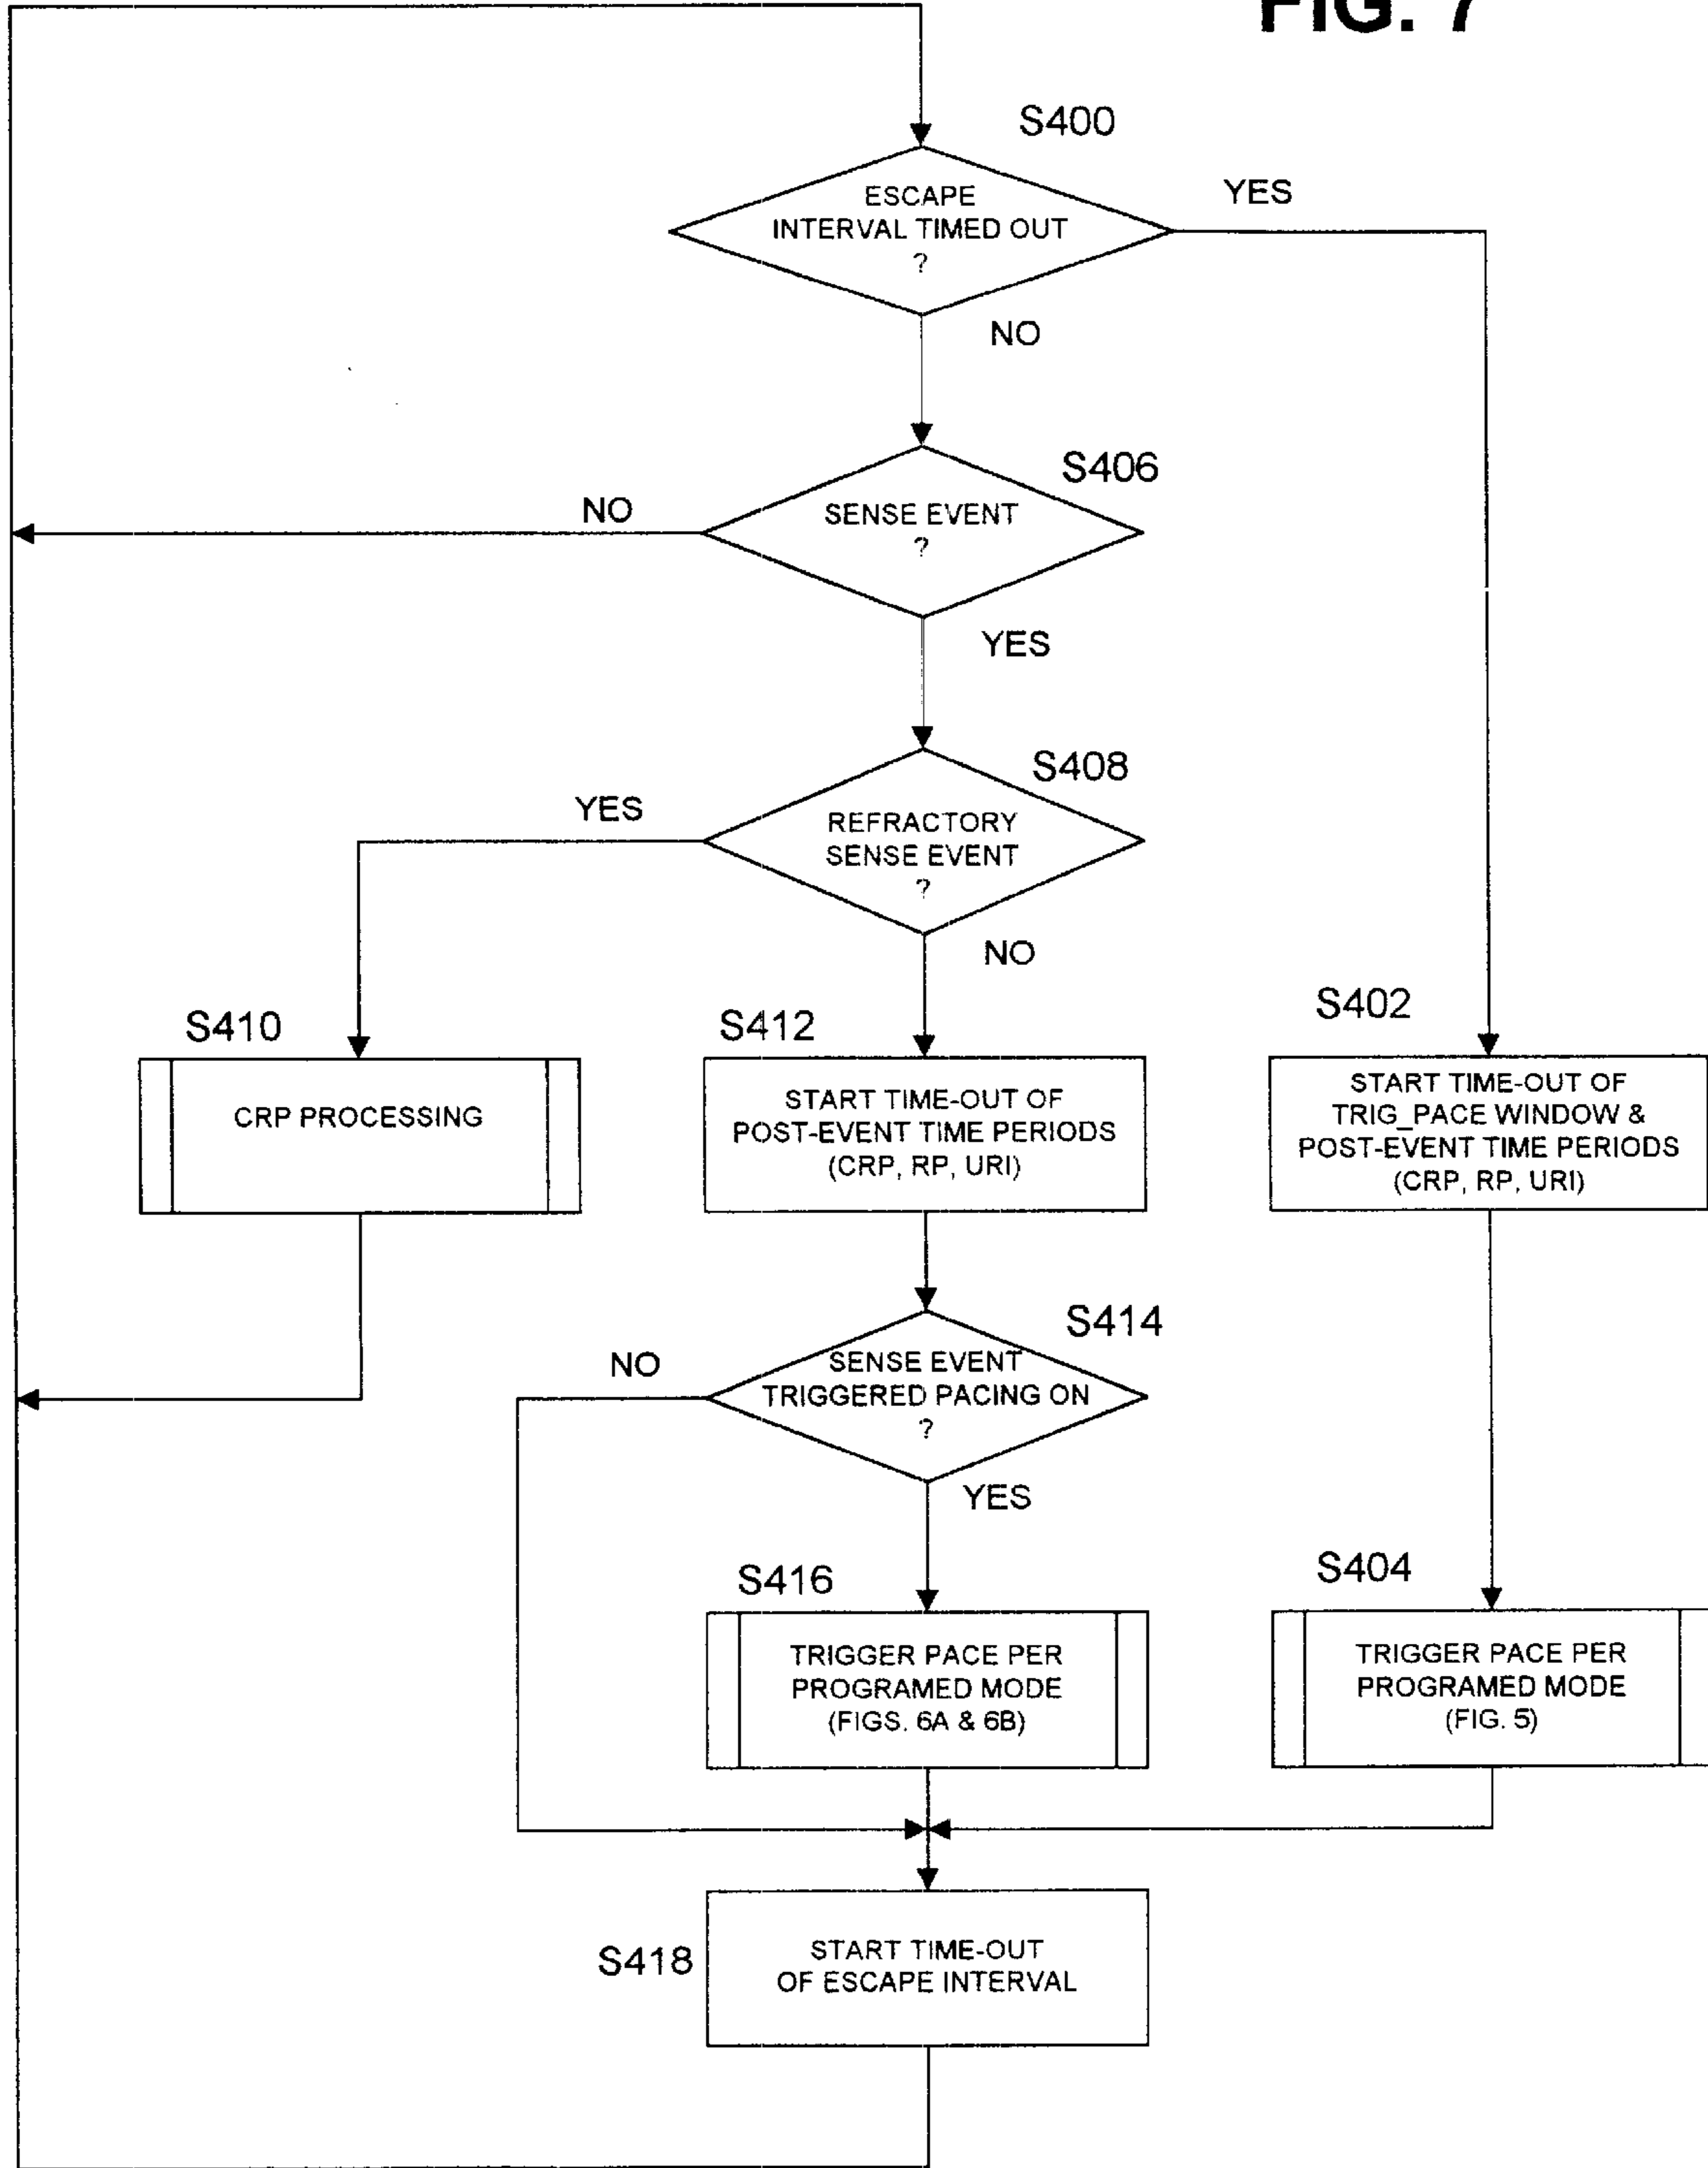 FIG. 7
S400
ESCAPE
INTERVAL TIMED OUT
?
YES
NO
S406
SENSE EVENT
?
NO
YES
S408
REFRACTORY
SENSE EVENT
?
YES
NO
S410
CRP PROCESSING
S412
START TIME-OUT OF
POST-EVENT TIME PERIODS
(CRP, RP, URI)
S402
START TIME-OUT OF
TRIG_PACE WINDOW &
POST-EVENT TIME PERIODS
(CRP, RP, URI)
S414
SENSE EVENT
TRIGGERED PACING ON
?
NO
YES
S416
TRIGGER PACE PER
PROGRAMED MODE
(FIGS. 6A & 6B)
S404
TRIGGER PACE PER
PROGRAMED MODE
(FIG. 5)
S418
START TIME-OUT
OF ESCAPE INTERVAL